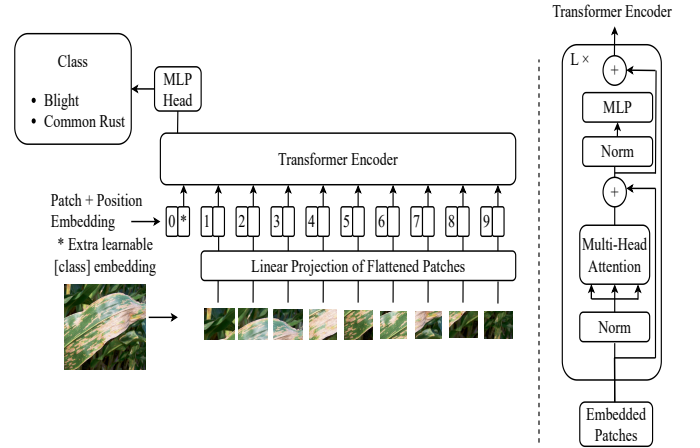 Class
• Blight
• Common Rust
MLP
Head
Transformer Encoder
Patch + Position
Embedding
* Extra learnable
[class] embedding
0 * 1 2 3 4 5 6 7 8 9
Linear Projection of Flattened Patches
Transformer Encoder
L ×
+
MLP
Norm
+
Multi-Head
Attention
Norm
Embedded
Patches